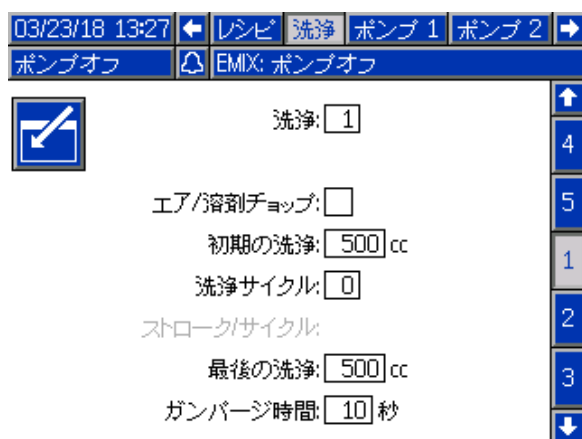 03/23/18 13:27 レシピ 洗浄 ポンプ 1 ポンプ 2
ポンプオフ EMIX: ポンプオフ
洗浄: 1
4
エア/溶剤チョップ:
5
初期の洗浄: 500 cc
1
洗浄サイクル: 0
ストローク/サイクル:
2
最後の洗浄: 500 cc
3
ガンパージ時間: 10 秒